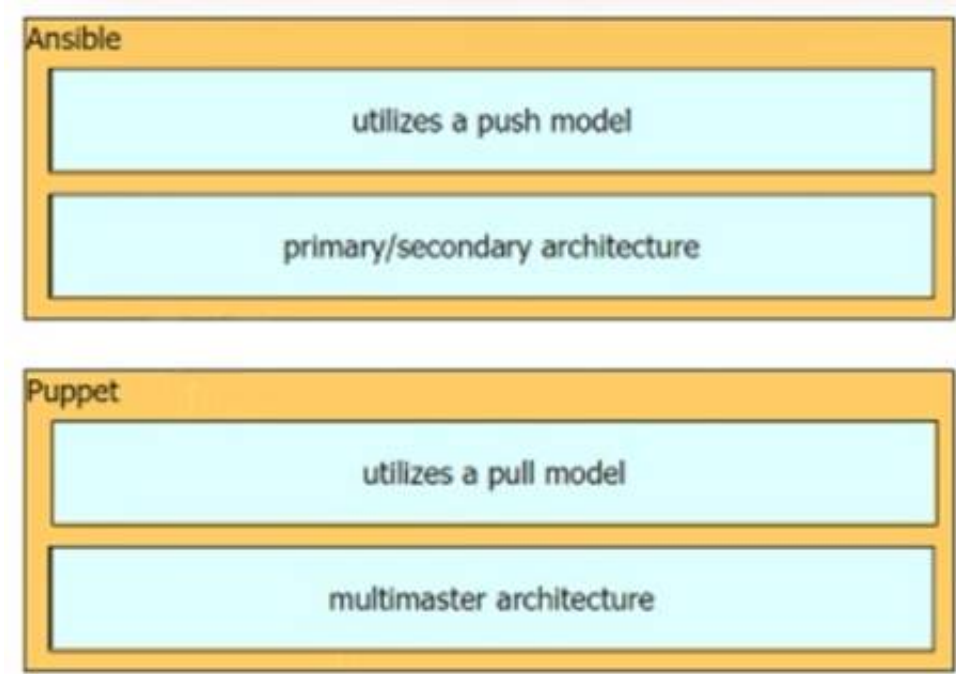 Ansible
utilizes a push model
primary/secondary architecture
Puppet
utilizes a pull model
multimaster architecture